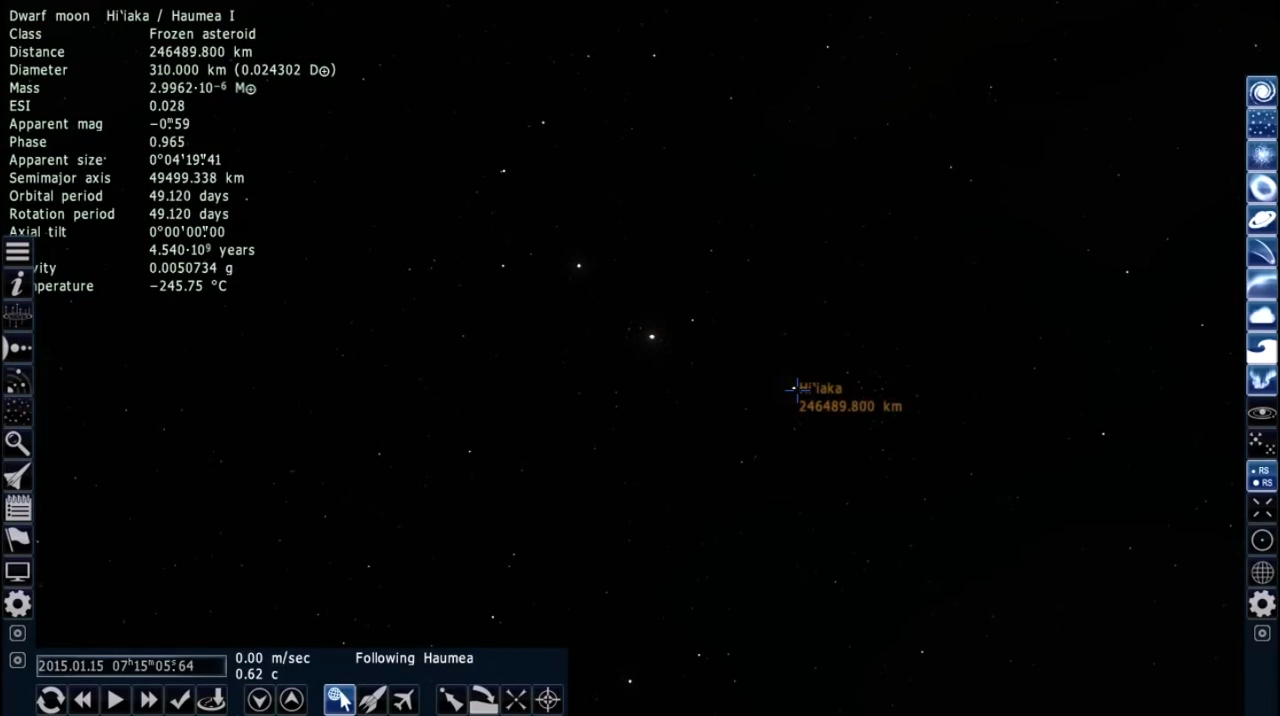 Dwarf moon Hi'iaka / Haumea I
Class Frozen asteroid
Distance 246489.800 km
Diameter 310.000 km (0.024302 D⊕)
Mass 2.9962·10⁻⁶ M⊕
ESI 0.028
Apparent mag −0ᵐ59
Phase 0.965
Apparent size 0°04'19"41
Semimajor axis 49499.338 km
Orbital period 49.120 days
Rotation period 49.120 days
Axial tilt 0°00'00"00
4.540·10⁹ years
vity 0.0050734 g
perature −245.75 °C
Hi'iaka
246489.800 km
RS
RS
2015.01.15 07ʰ15ᵐ05ˢ64
0.00 m/sec Following Haumea
0.62 c